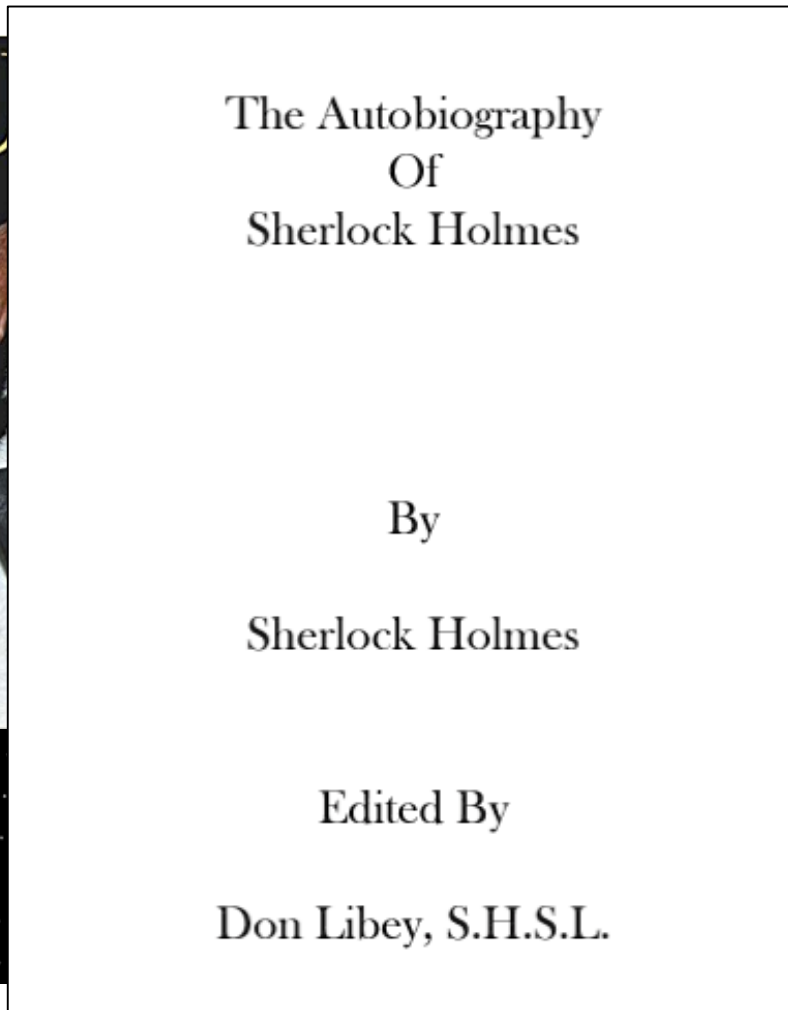 The Autobiography
Of
Sherlock Holmes
By
Sherlock Holmes
Edited By
Don Libey, S.H.S.L.